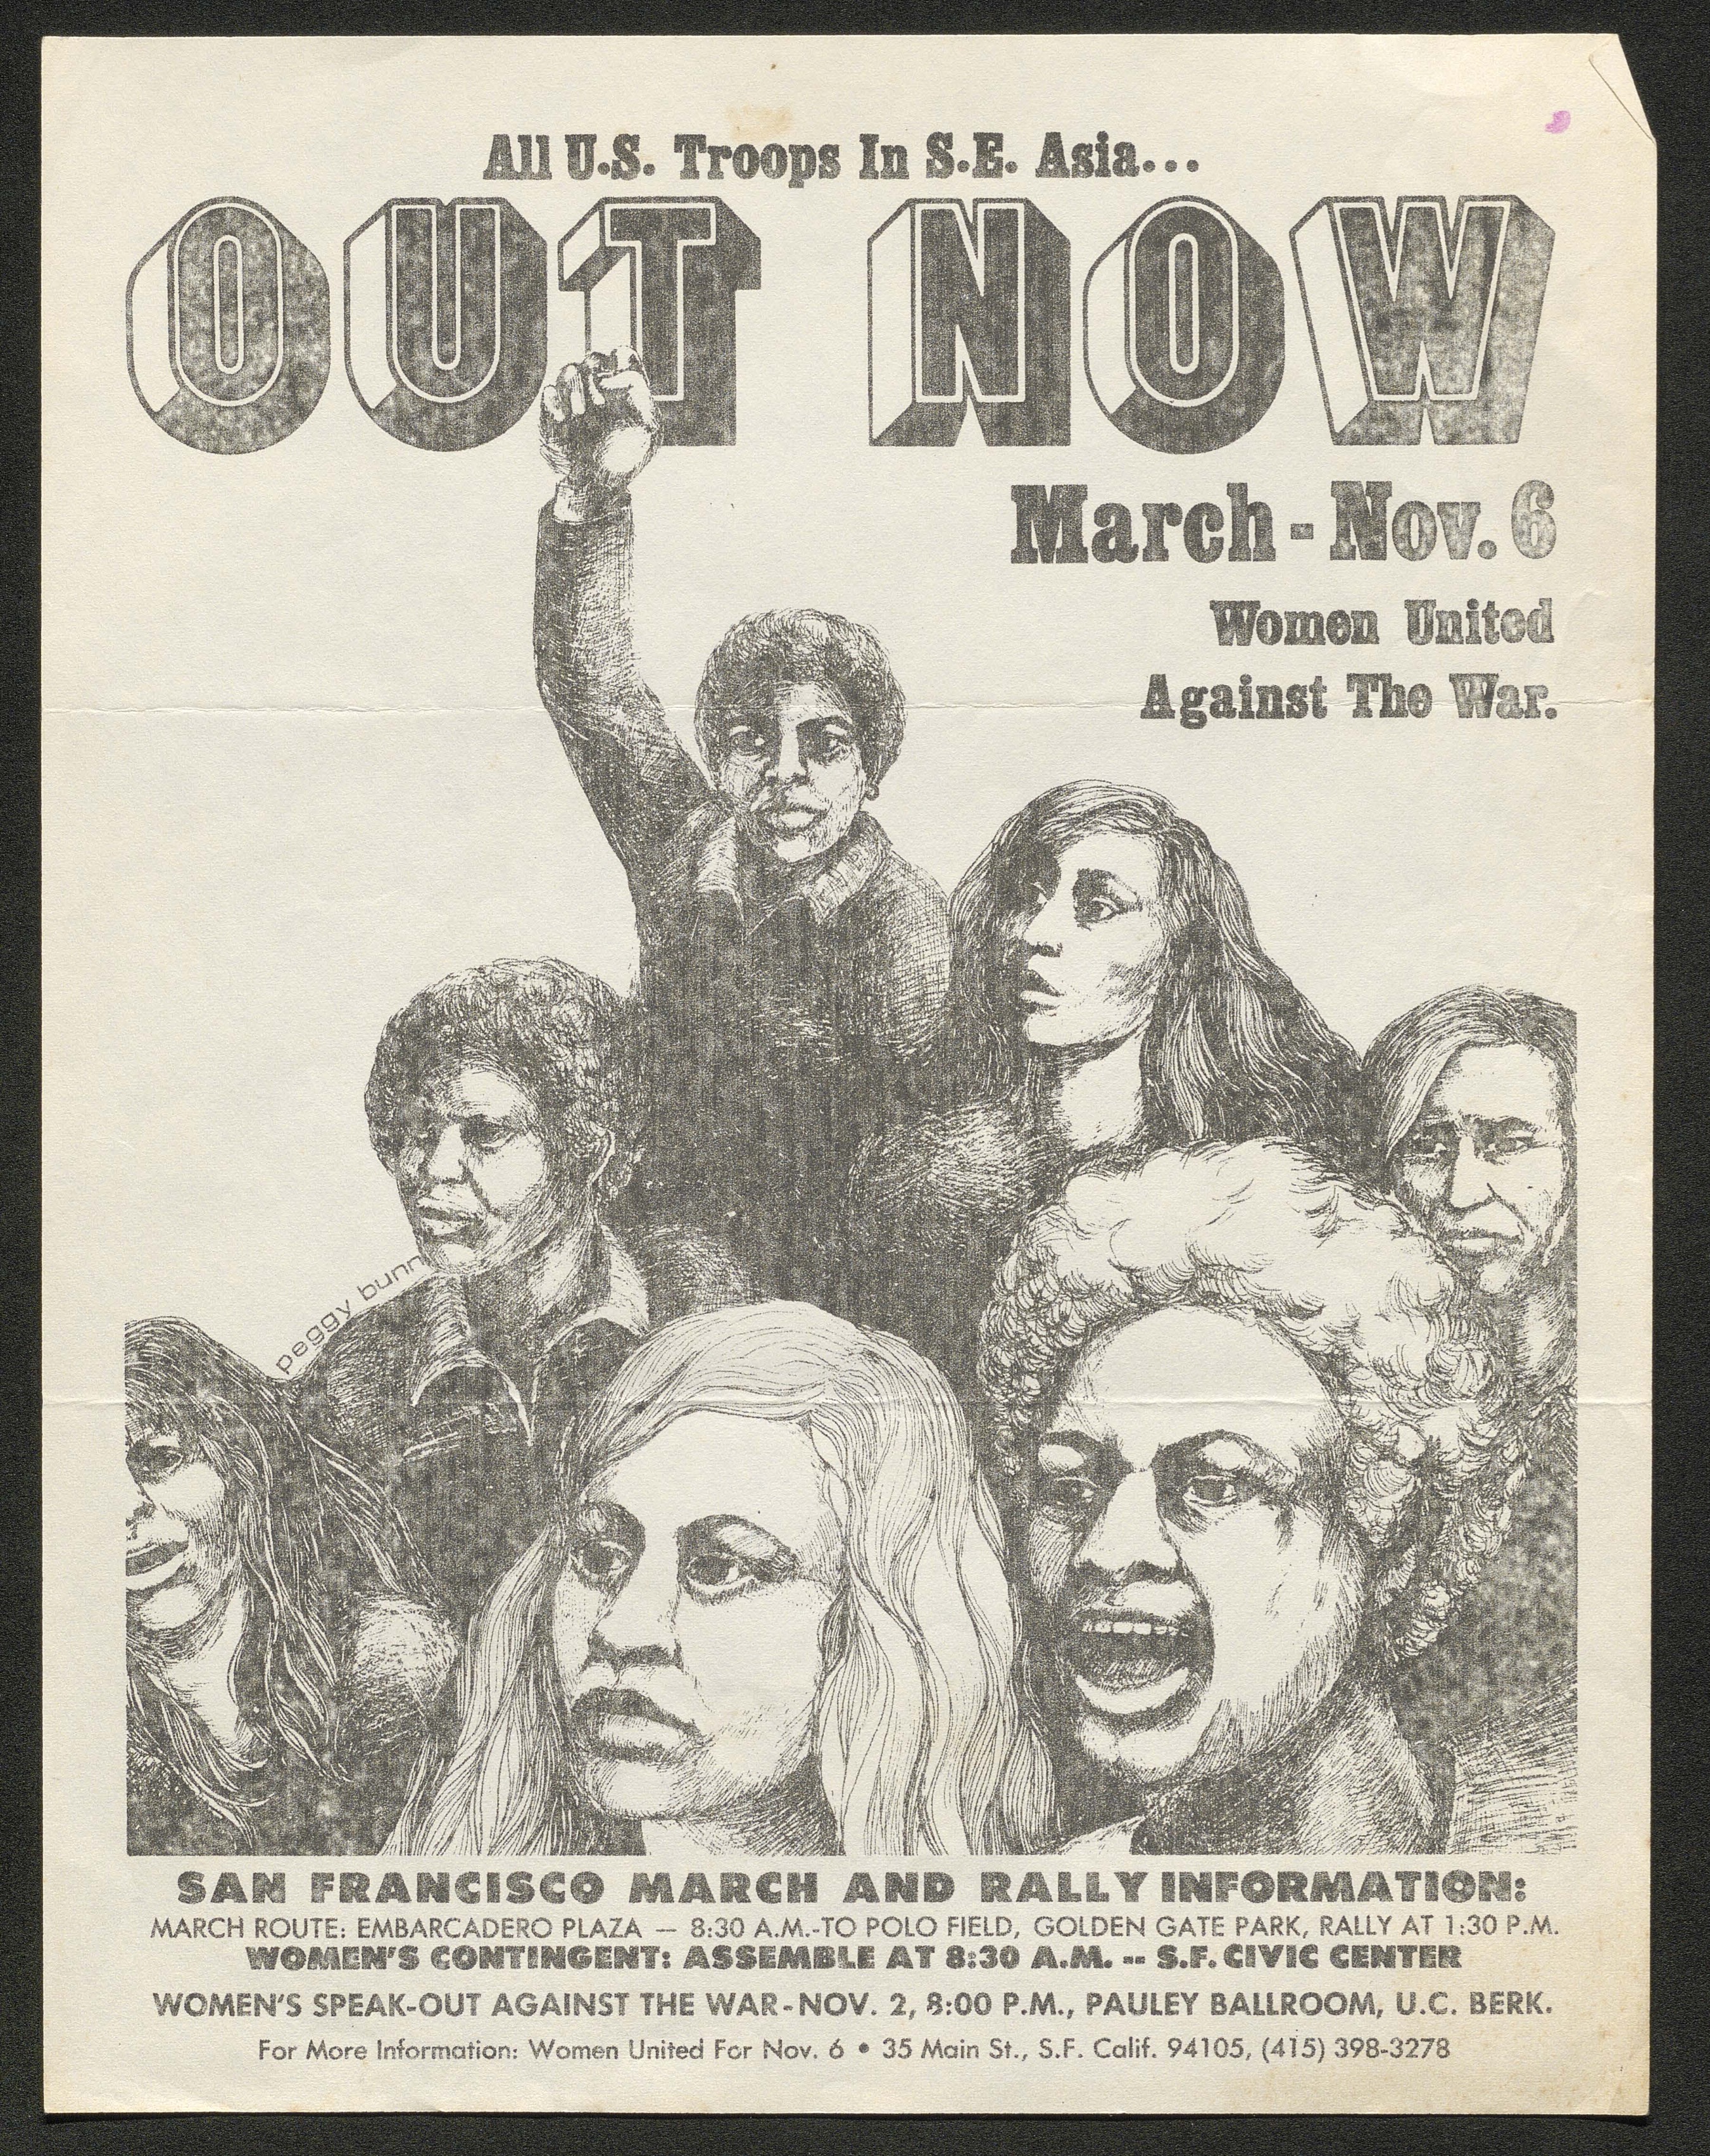 All U.S. Troops In S.E. Asia...
OUT NOW
March - Nov. 6
Women United
Against The War.
peggy bunn
SAN FRANCISCO MARCH AND RALLY INFORMATION:
MARCH ROUTE: EMBARCADERO PLAZA — 8:30 A.M.-TO POLO FIELD, GOLDEN GATE PARK, RALLY AT 1:30 P.M.
WOMEN'S CONTINGENT: ASSEMBLE AT 8:30 A.M. -- S.F. CIVIC CENTER
WOMEN'S SPEAK-OUT AGAINST THE WAR-NOV. 2, 8:00 P.M., PAULEY BALLROOM, U.C. BERK.
For More Information: Women United For Nov. 6 • 35 Main St., S.F. Calif. 94105, (415) 398-3278